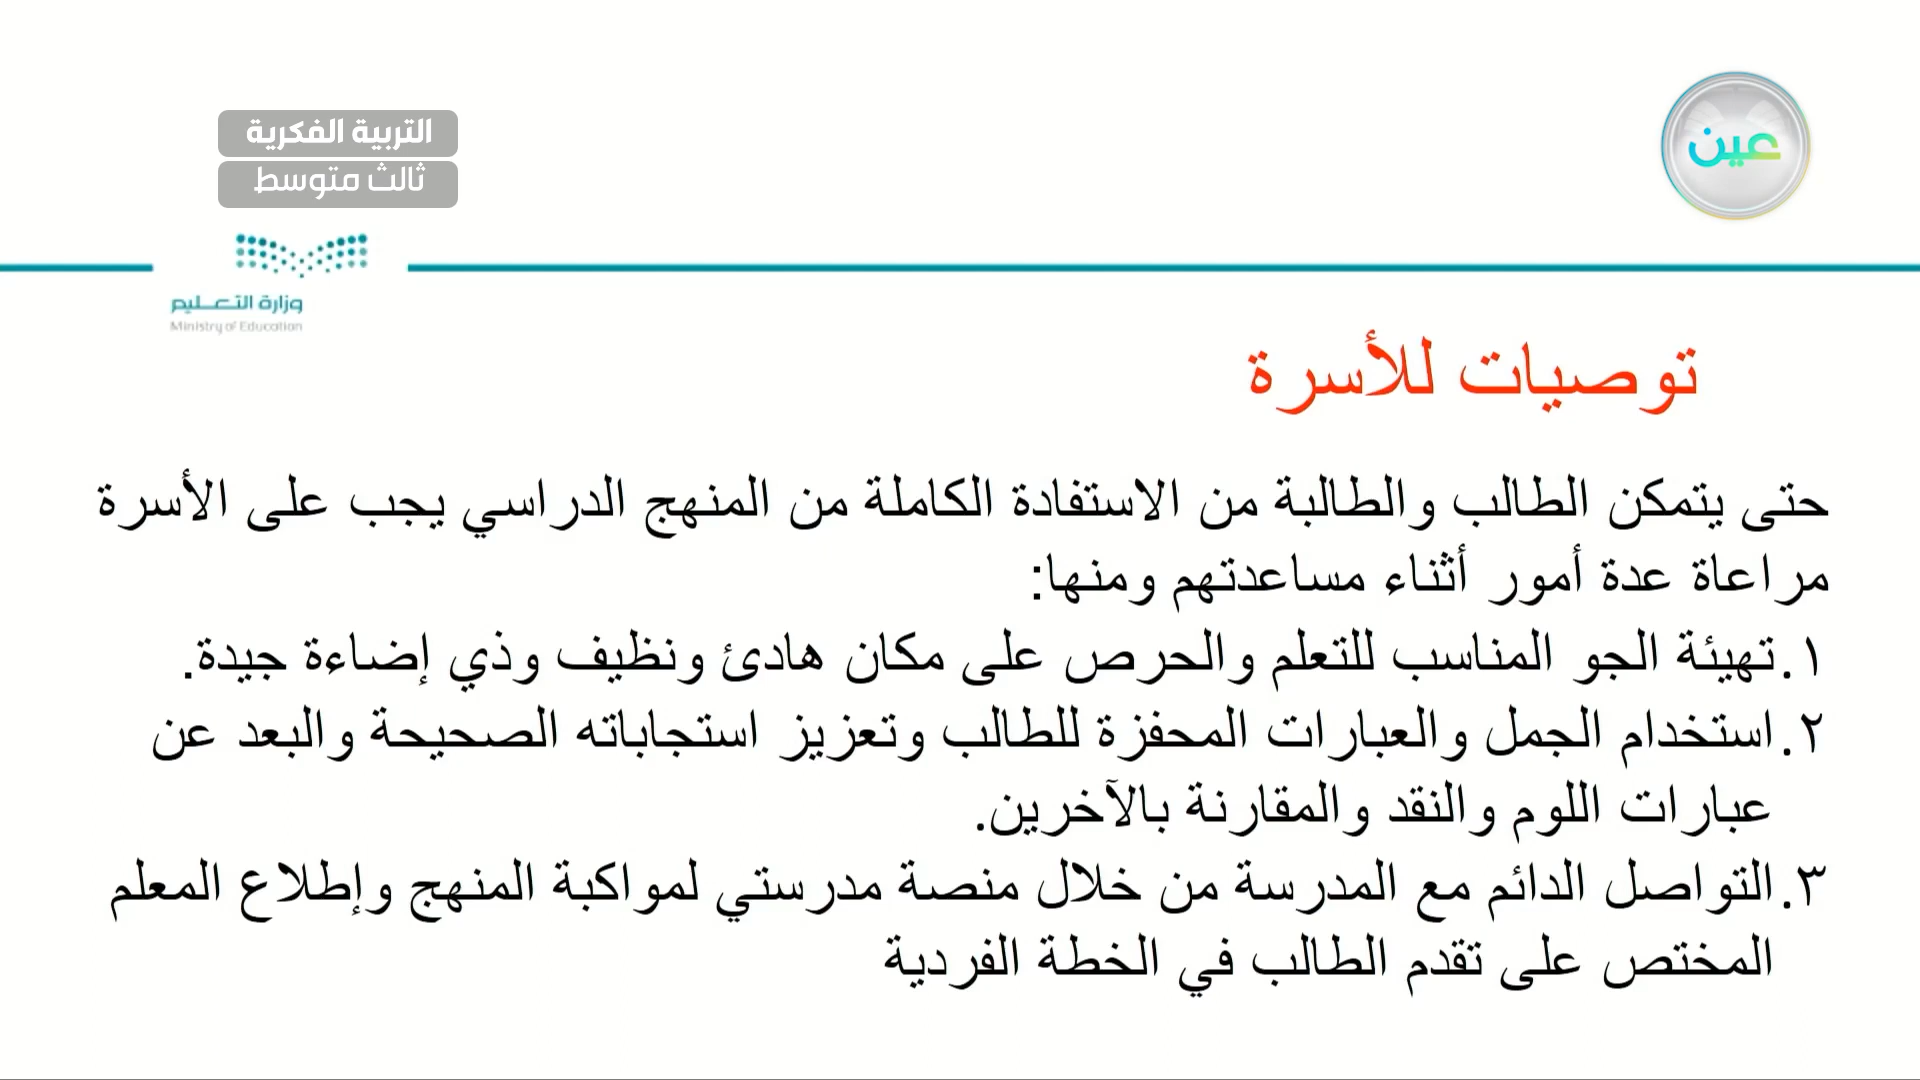 عين
التربية الفكرية
ثالث متوسط
وزارة التعليم
Ministry of Education
توصيات للأسرة
حتى يتمكن الطالب والطالبة من الاستفادة الكاملة من المنهج الدراسي يجب على الأسرة
مراعاة عدة أمور أثناء مساعدتهم ومنها:
١. تهيئة الجو المناسب للتعلم والحرص على مكان هادئ ونظيف وذي إضاءة جيدة.
٢. استخدام الجمل والعبارات المحفزة للطالب وتعزيز استجاباته الصحيحة والبعد عن
عبارات اللوم والنقد والمقارنة بالآخرين.
٣. التواصل الدائم مع المدرسة من خلال منصة مدرستي لمواكبة المنهج وإطلاع المعلم
المختص على تقدم الطالب في الخطة الفردية